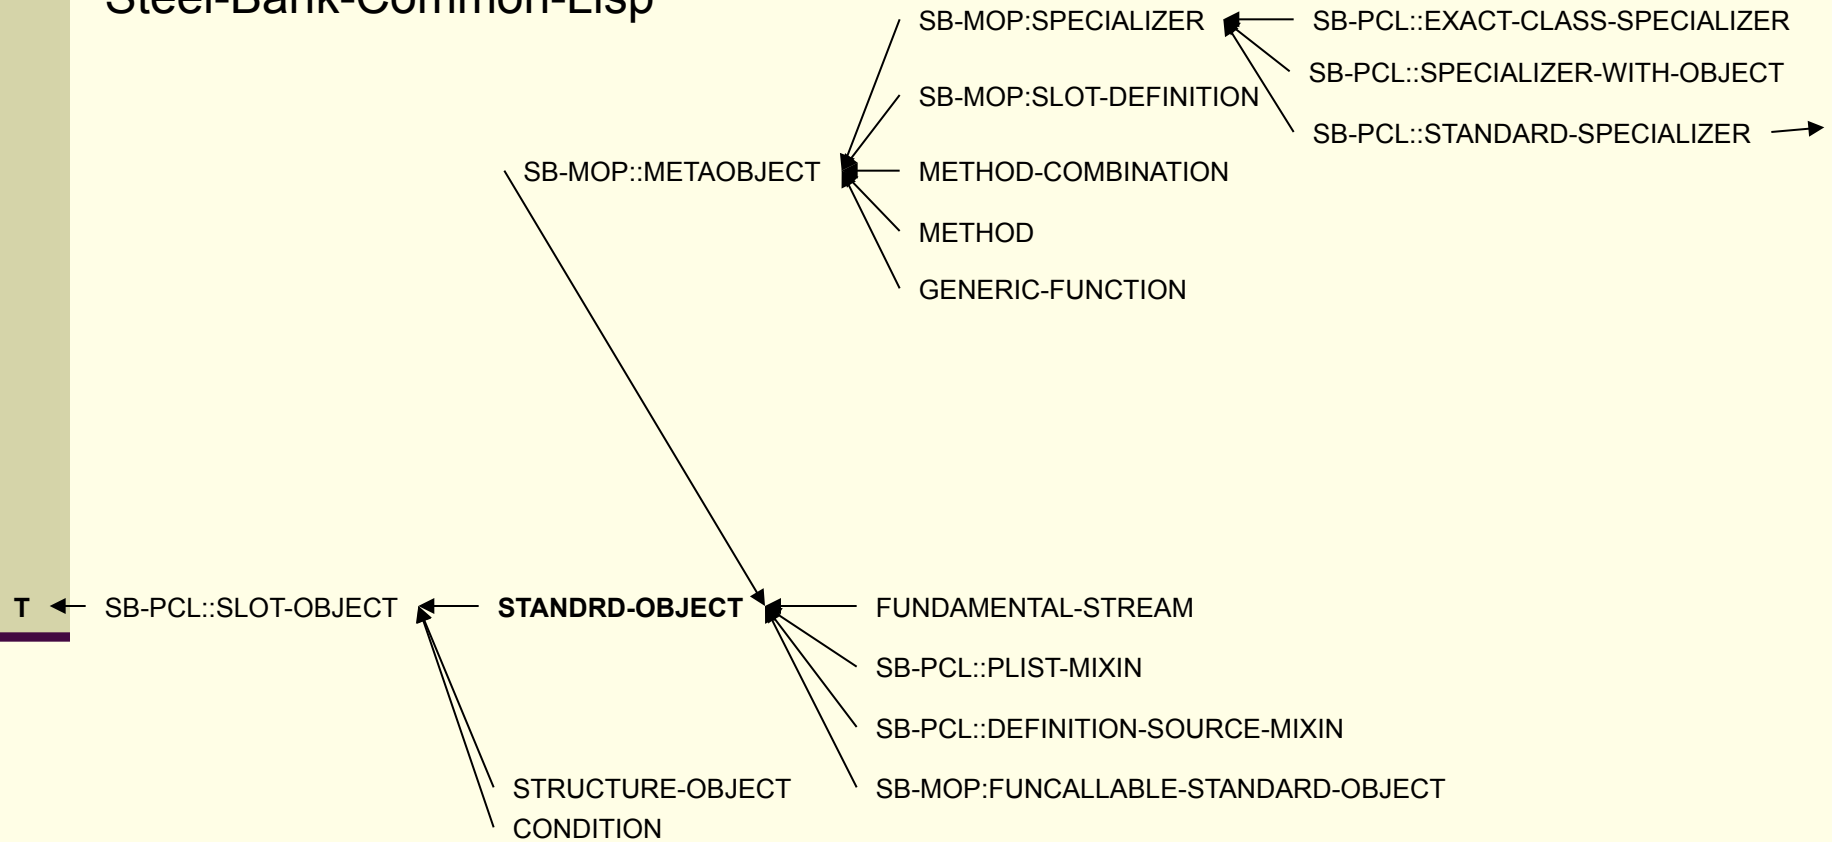 Steel-Bank-Common-Lisp
SB-MOP:SPECIALIZER
SB-PCL::EXACT-CLASS-SPECIALIZER
SB-PCL::SPECIALIZER-WITH-OBJECT
SB-MOP:SLOT-DEFINITION
SB-PCL::STANDARD-SPECIALIZER
SB-MOP::METAOBJECT
METHOD-COMBINATION
METHOD
GENERIC-FUNCTION
T
SB-PCL::SLOT-OBJECT
STANDRD-OBJECT
FUNDAMENTAL-STREAM
SB-PCL::PLIST-MIXIN
SB-PCL::DEFINITION-SOURCE-MIXIN
STRUCTURE-OBJECT
SB-MOP:FUNCALLABLE-STANDARD-OBJECT
CONDITION